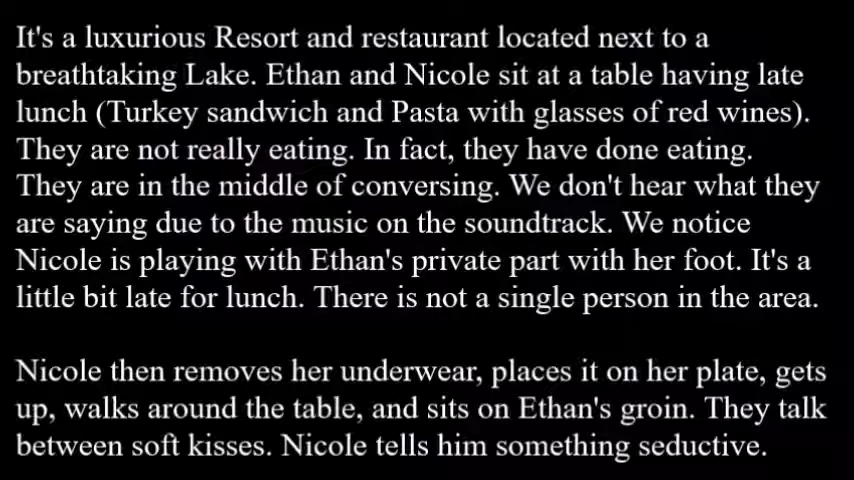 It's a luxurious Resort and restaurant located next to a
breathtaking Lake. Ethan and Nicole sit at a table having late
lunch (Turkey sandwich and Pasta with glasses of red wines).
They are not really eating. In fact, they have done eating.
They are in the middle of conversing. We don't hear what they
are saying due to the music on the soundtrack. We notice
Nicole is playing with Ethan's private part with her foot. It's a
little bit late for lunch. There is not a single person in the area.
Nicole then removes her underwear, places it on her plate, gets
up, walks around the table, and sits on Ethan's groin. They talk
between soft kisses. Nicole tells him something seductive.